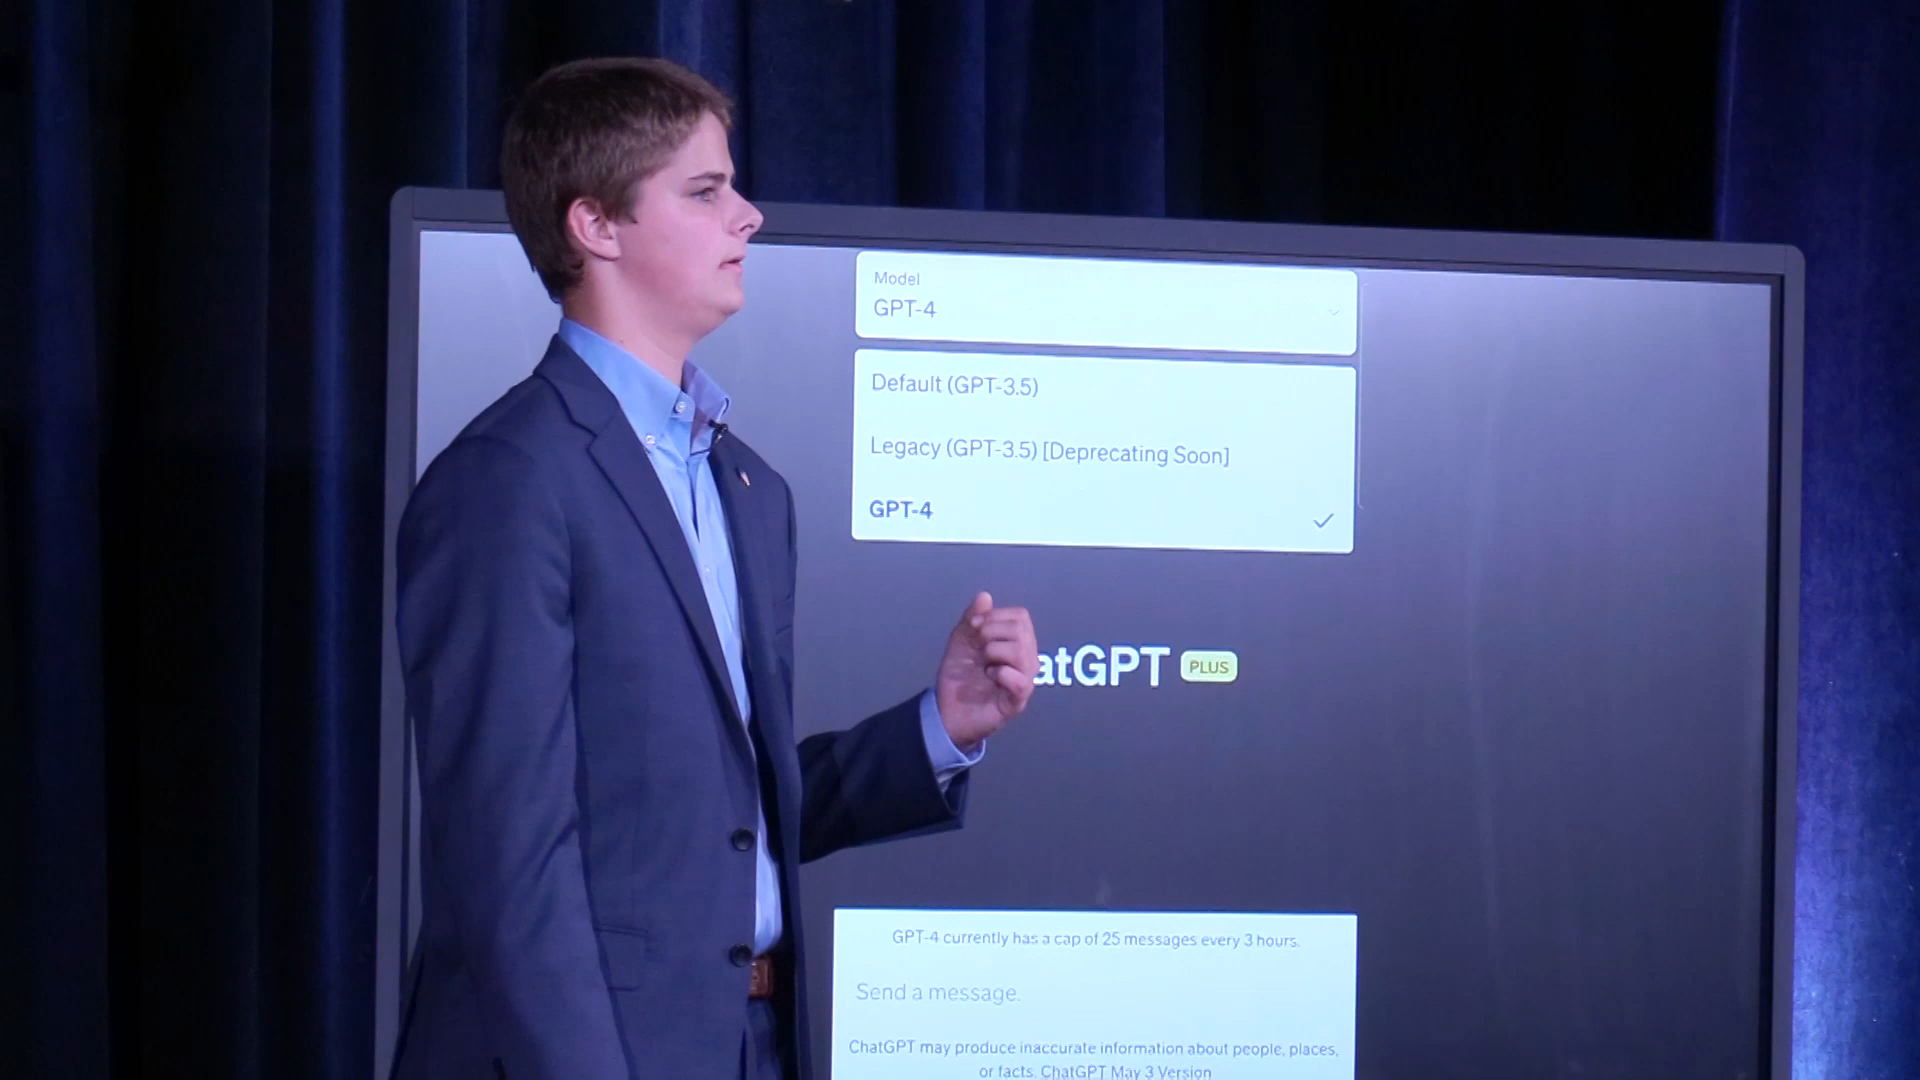 Model
GPT-4
Default (GPT-3.5)
Legacy (GPT-3.5) [Deprecating Soon]
GPT-4
atGPT PLUS
GPT-4 currently has a cap of 25 messages every 3 hours.
Send a message.
ChatGPT may produce inaccurate information about people, places,
or facts. ChatGPT May 3 Version